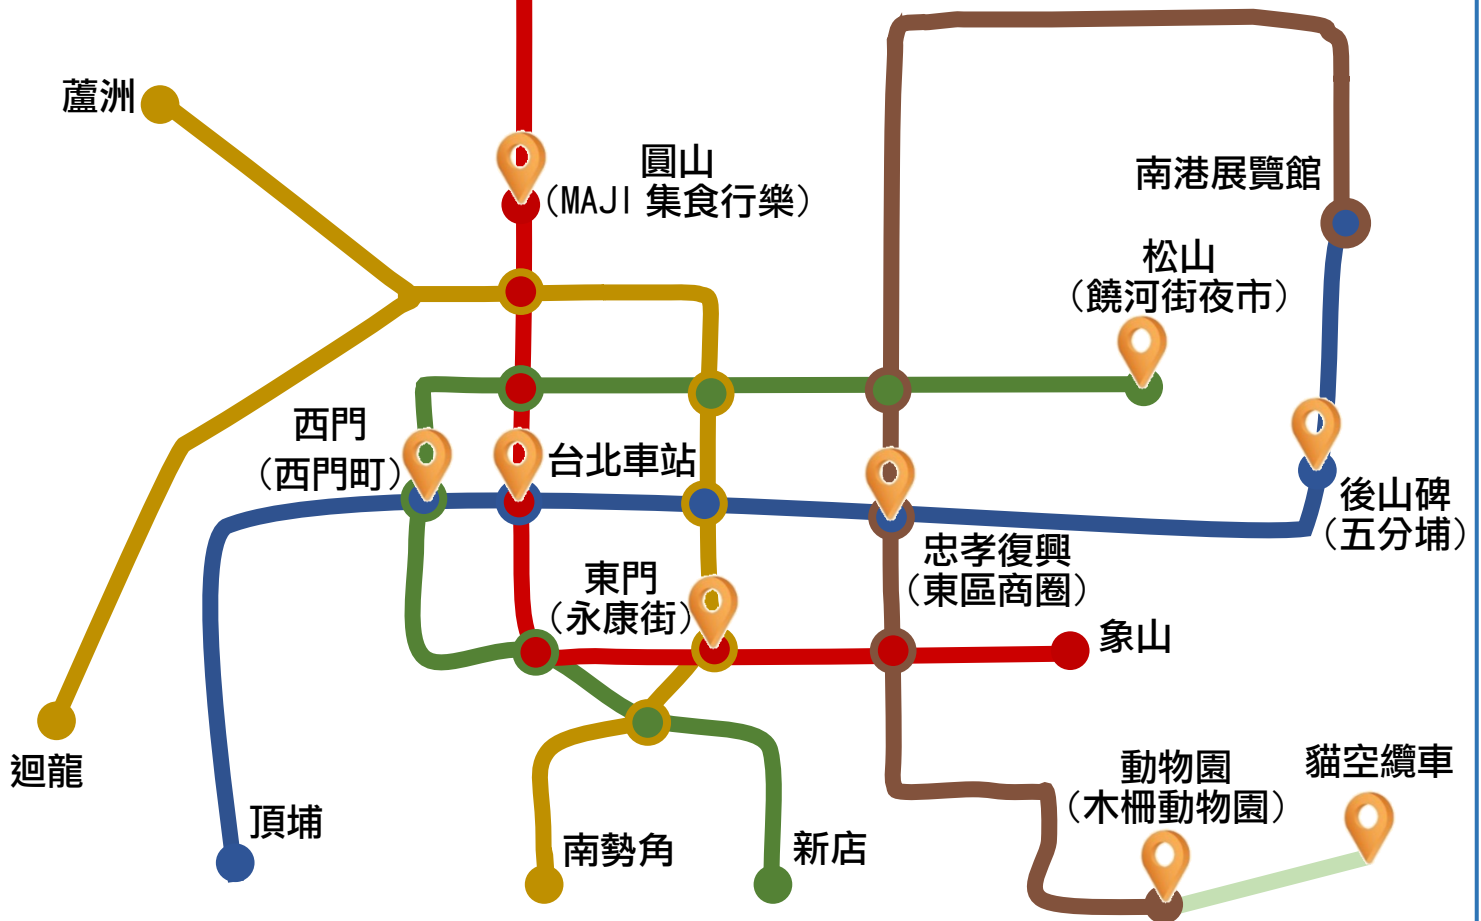 蘆洲
圓山
（MAJI 集食行樂）
南港展覽館
松山
（饒河街夜市）
西門
（西門町）
台北車站
後山碑
（五分埔）
忠孝復興
（東區商圈）
東門
（永康街）
象山
迴龍
頂埔
南勢角
新店
動物園
（木柵動物園）
貓空纜車